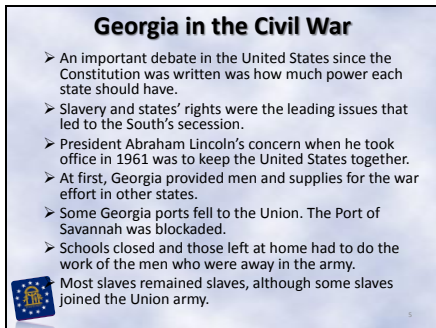 Georgia in the Civil War
➢ An important debate in the United States since the
Constitution was written was how much power each
state should have.
➢ Slavery and states’ rights were the leading issues that
led to the South’s secession.
➢ President Abraham Lincoln’s concern when he took
office in 1961 was to keep the United States together.
➢ At first, Georgia provided men and supplies for the war
effort in other states.
➢ Some Georgia ports fell to the Union. The Port of
Savannah was blockaded.
➢ Schools closed and those left at home had to do the
work of the men who were away in the army.
➢ Most slaves remained slaves, although some slaves
joined the Union army.
5